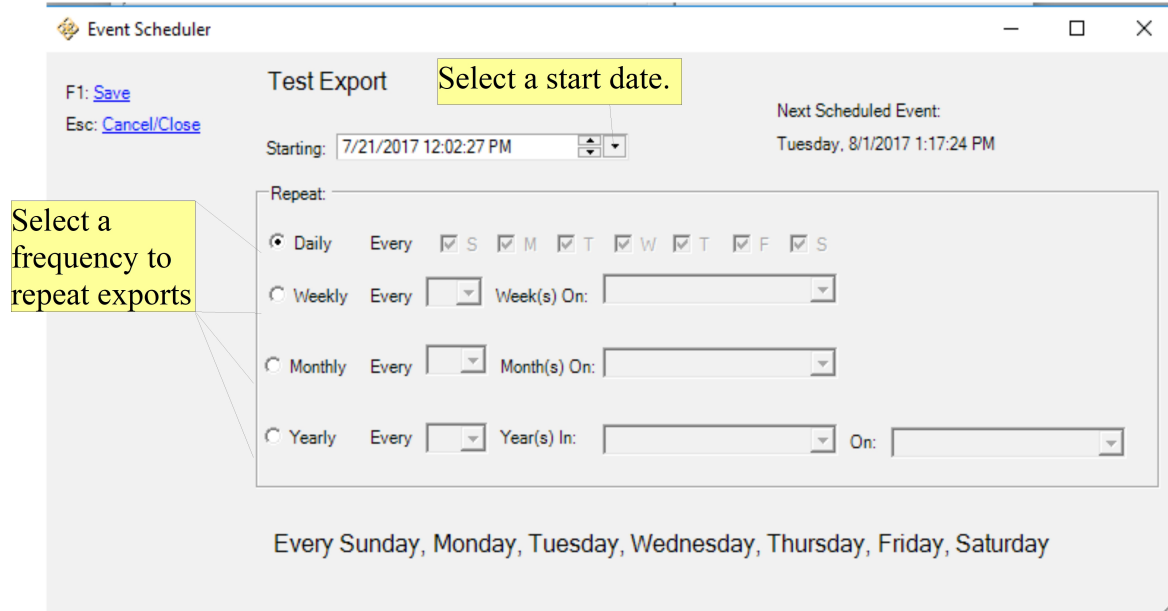 Event Scheduler
F1: Save
Esc: Cancel/Close
Test Export
Select a start date.
Next Scheduled Event:
Tuesday, 8/1/2017 1:17:24 PM
Starting: 7/21/2017 12:02:27 PM
Select a
frequency to
repeat exports
Repeat:
Daily Every S M T W T F S
Weekly Every Week(s) On:
Monthly Every Month(s) On:
Yearly Every Year(s) In: On:
Every Sunday, Monday, Tuesday, Wednesday, Thursday, Friday, Saturday